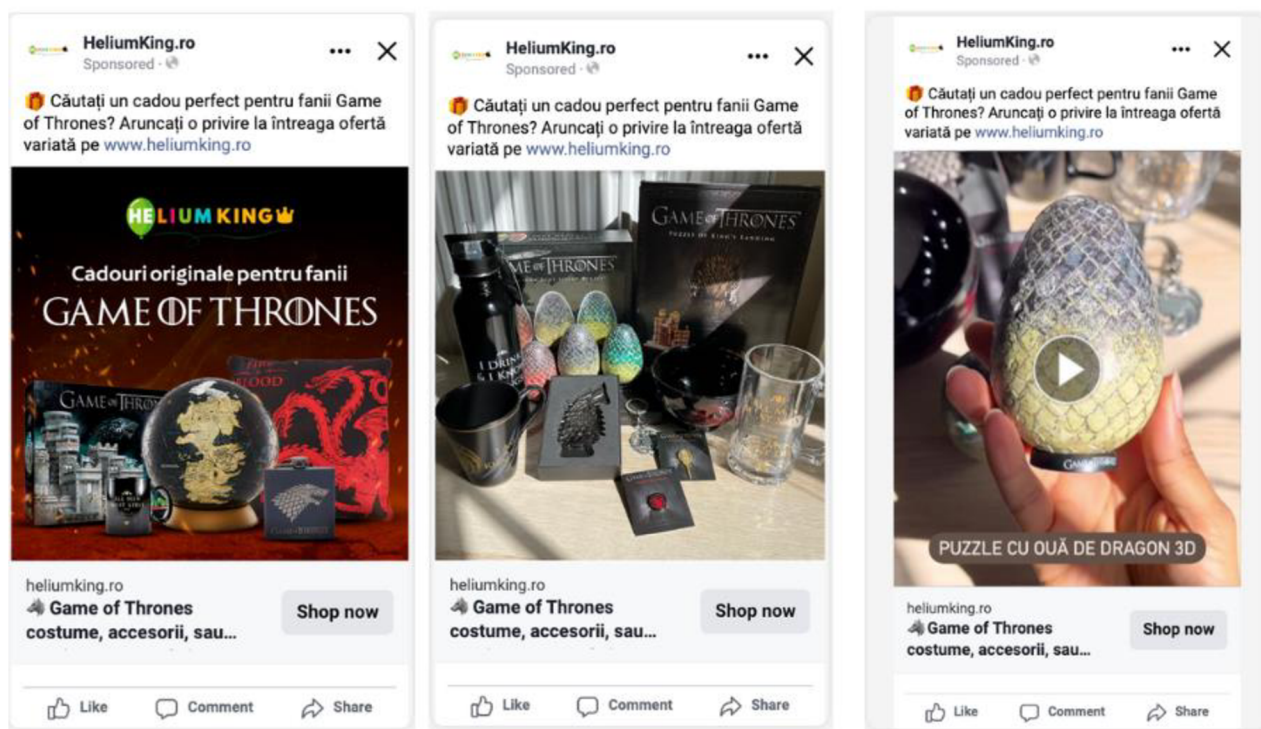 HeliumKing.ro
Sponsored
🎁 Căutați un cadou perfect pentru fanii Game
of Thrones? Aruncați o privire la întreaga ofertă
variată pe www.heliumking.ro
HELIUM KING
Cadouri originale pentru fanii
GAME OF THRONES
BLOOD
GAME OF THRO
heliumking.ro
Game of Thrones
costume, accesorii, sau...
Shop now
Like
Comment
Share
HeliumKing.ro
Sponsored
🎁 Căutați un cadou perfect pentru fanii Game
of Thrones? Aruncați o privire la întreaga ofertă
variată pe www.heliumking.ro
GAME OF THRONES
PUZZLE OF KING'S LANDING
ME OF THRONES
I DRINK
& I KNOW
heliumking.ro
Game of Thrones
costume, accesorii, sau...
Shop now
Like
Comment
Share
HeliumKing.ro
Sponsored
🎁 Căutați un cadou perfect pentru fanii Game
of Thrones? Aruncați o privire la întreaga ofertă
variată pe www.heliumking.ro
PUZZLE CU OUĂ DE DRAGON 3D
heliumking.ro
Game of Thrones
costume, accesorii, sau...
Shop now
Like
Comment
Share